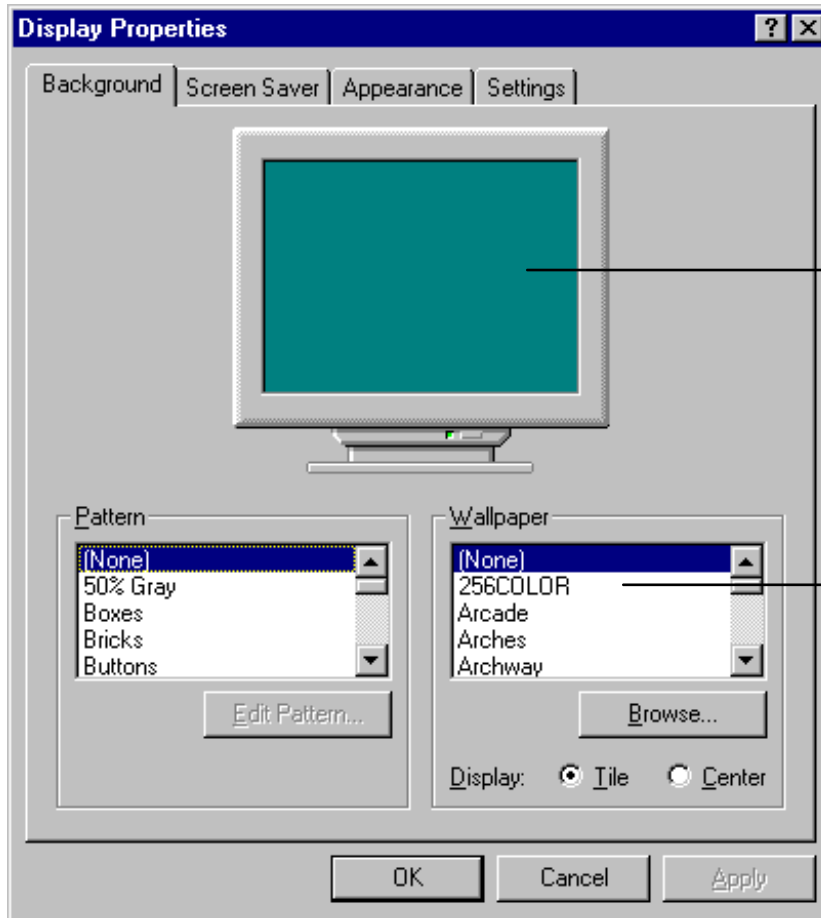 Display Properties
Background Screen Saver Appearance Settings
Pattern
(None)
50% Gray
Boxes
Bricks
Buttons
Edit Pattern...
Wallpaper
(None)
256COLOR
Arcade
Arches
Archway
Browse...
Display: Tile Center
OK Cancel Apply